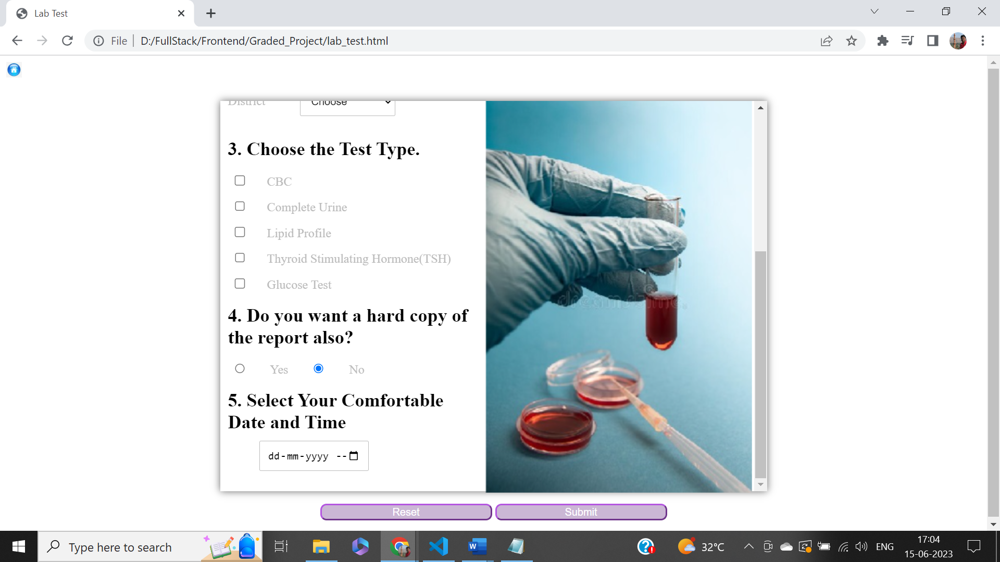 Lab Test
File
D:/FullStack/Frontend/Graded_Project/lab_test.html
District
Choose
3. Choose the Test Type.
CBC
Complete Urine
Lipid Profile
Thyroid Stimulating Hormone(TSH)
Glucose Test
4. Do you want a hard copy of
the report also?
Yes
No
5. Select Your Comfortable
Date and Time
dd-mm-yyyy --
dreamstime
Reset
Submit
Type here to search
W
32°C
ENG
17:04
15-06-2023